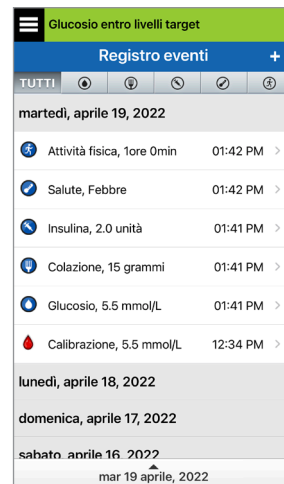 Glucosio entro livelli target
Registro eventi +
TUTTI
martedì, aprile 19, 2022
Attività fisica, 1ore 0min 01:42 PM
Salute, Febbre 01:42 PM
Insulina, 2.0 unità 01:41 PM
Colazione, 15 grammi 01:41 PM
Glucosio, 5.5 mmol/L 01:41 PM
Calibrazione, 5.5 mmol/L 12:34 PM
lunedì, aprile 18, 2022
domenica, aprile 17, 2022
sabato, aprile 16, 2022
mar 19 aprile, 2022